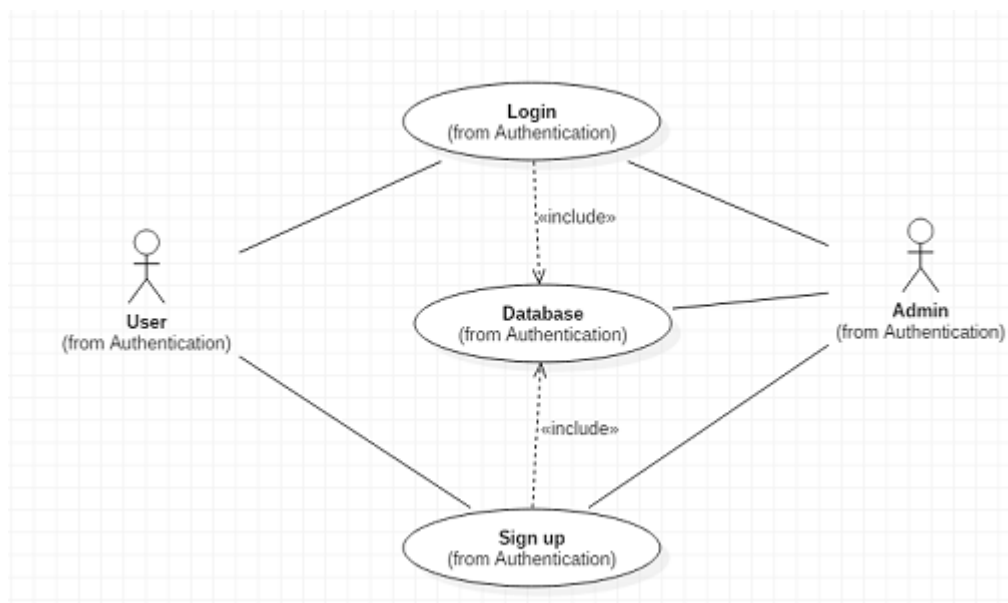 Login
(from Authentication)
«include»
User
(from Authentication)
Database
(from Authentication)
Admin
(from Authentication)
«include»
Sign up
(from Authentication)